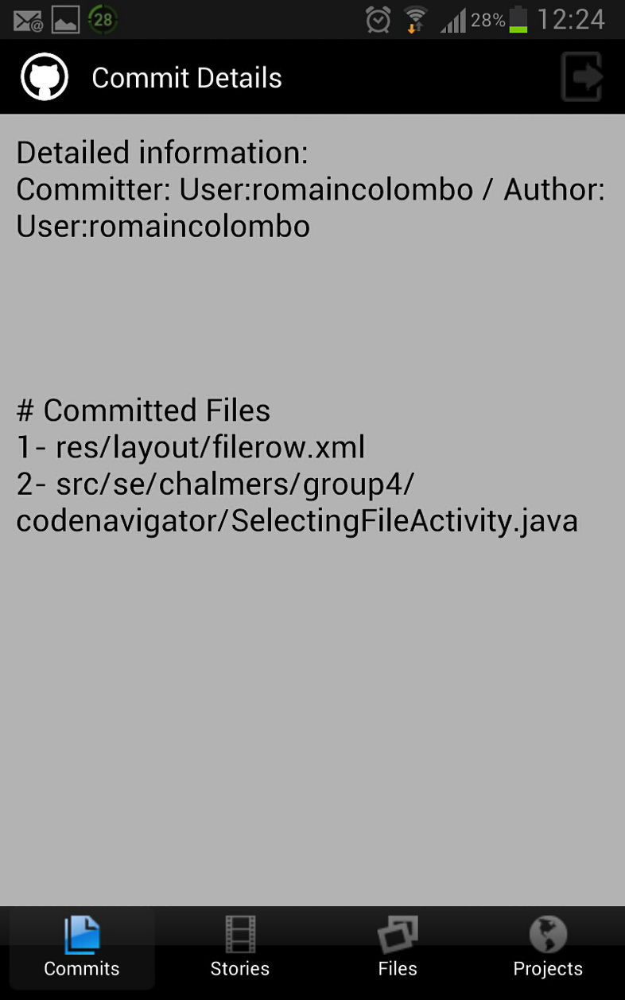 28
28%
12:24
Commit Details
Detailed information:
Committer: User:romaincolombo / Author:
User:romaincolombo
# Committed Files
1- res/layout/filerow.xml
2- src/se/chalmers/group4/
codenavigator/SelectingFileActivity.java
Commits
Stories
Files
Projects